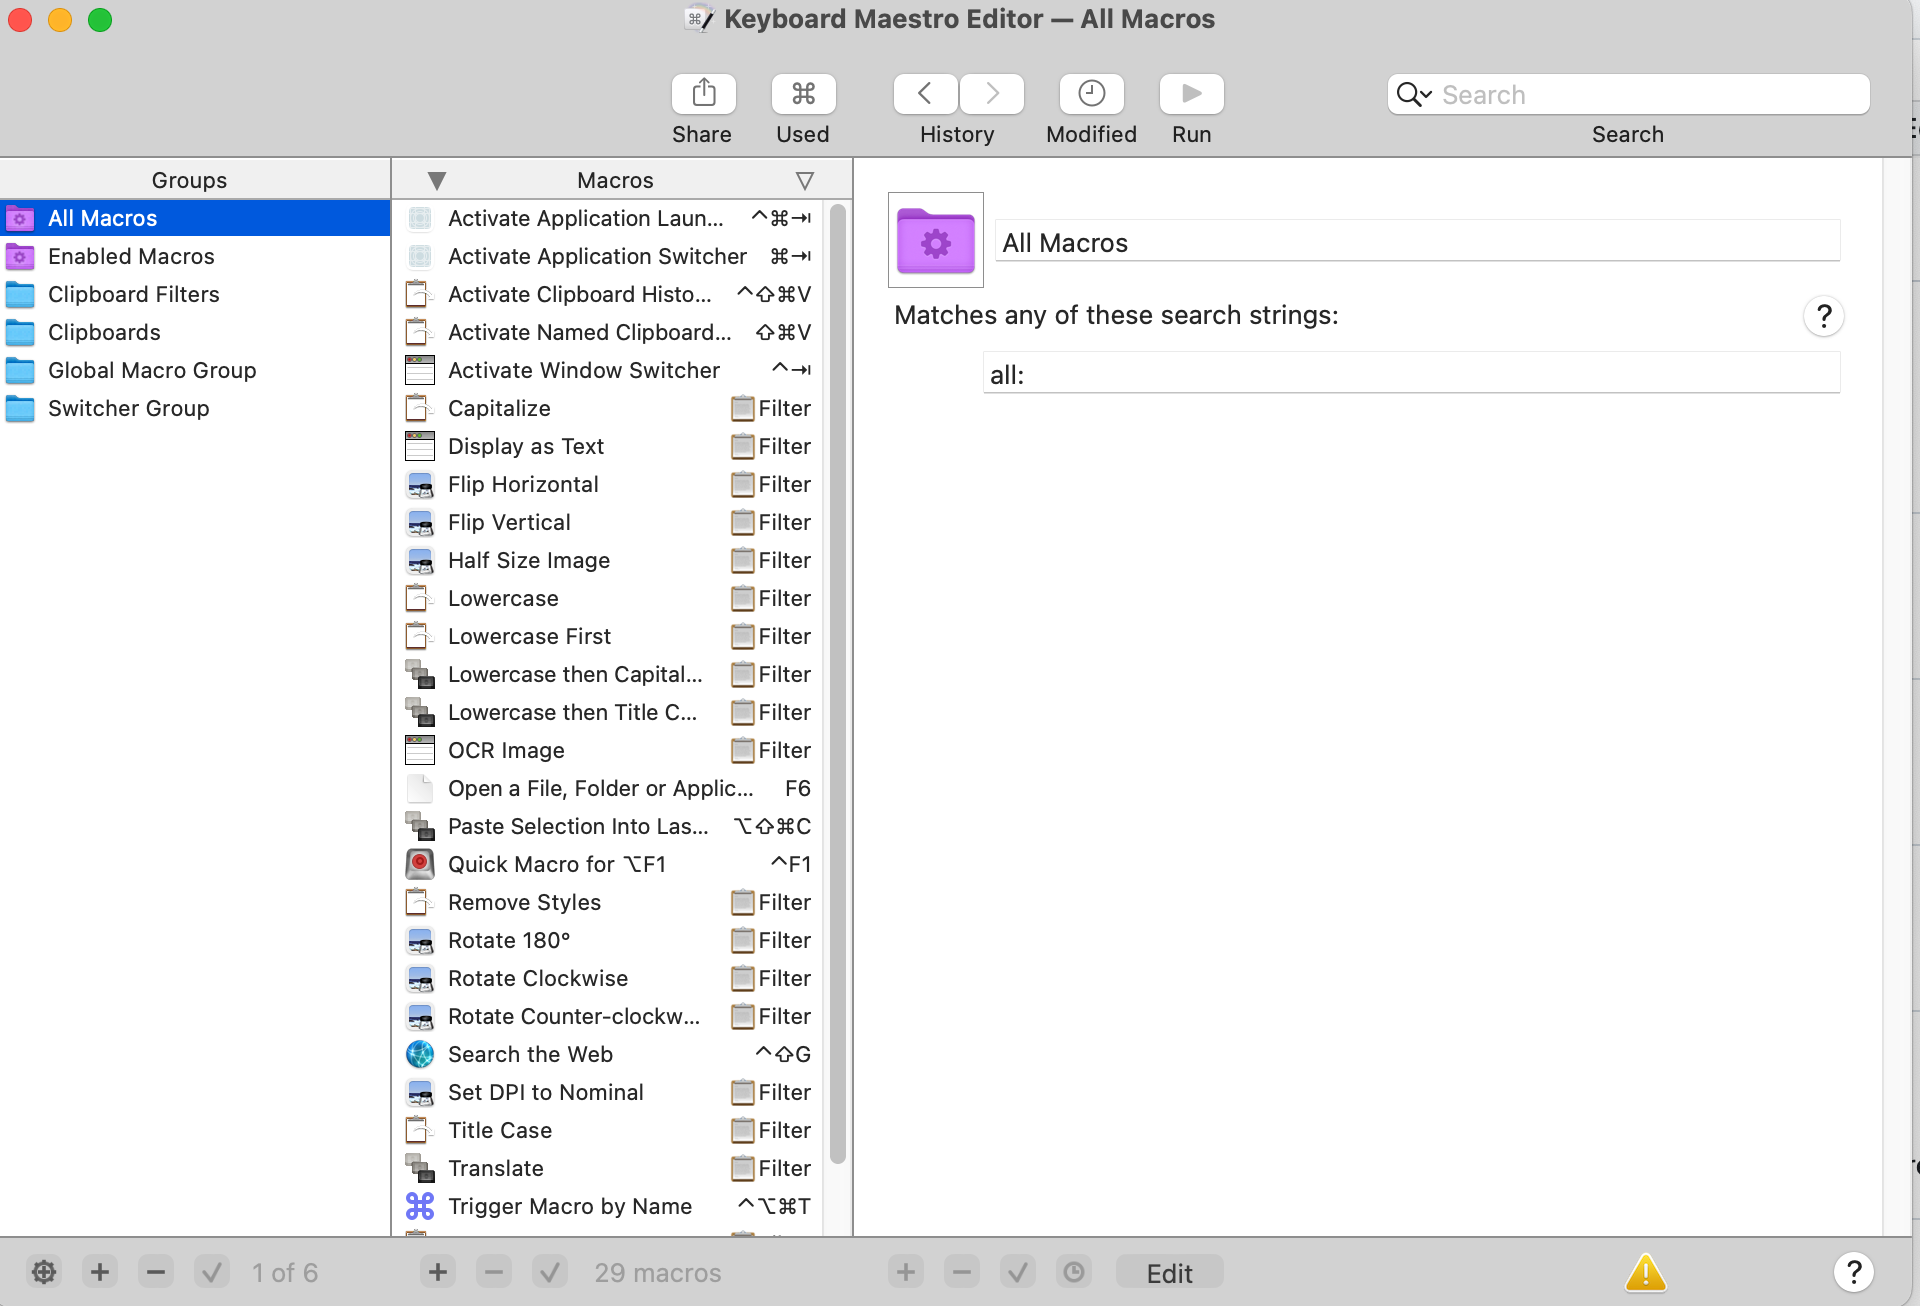 Keyboard Maestro Editor — All Macros
Share
Used
History
Modified
Run
Search
Search
Groups
All Macros
Enabled Macros
Clipboard Filters
Clipboards
Global Macro Group
Switcher Group
Macros
Activate Application Laun... ^⌘⇥
Activate Application Switcher ⌘⇥
Activate Clipboard Histo... ^⇧⌘V
Activate Named Clipboard... ⇧⌘V
Activate Window Switcher ^⇥
Capitalize Filter
Display as Text Filter
Flip Horizontal Filter
Flip Vertical Filter
Half Size Image Filter
Lowercase Filter
Lowercase First Filter
Lowercase then Capital... Filter
Lowercase then Title C... Filter
OCR Image Filter
Open a File, Folder or Applic... F6
Paste Selection Into Las... ⌥⇧⌘C
Quick Macro for ⌥F1 ^F1
Remove Styles Filter
Rotate 180° Filter
Rotate Clockwise Filter
Rotate Counter-clockw... Filter
Search the Web ^⇧G
Set DPI to Nominal Filter
Title Case Filter
Translate Filter
Trigger Macro by Name ^⌥⌘T
All Macros
Matches any of these search strings:
?
all:
1 of 6
29 macros
Edit
?